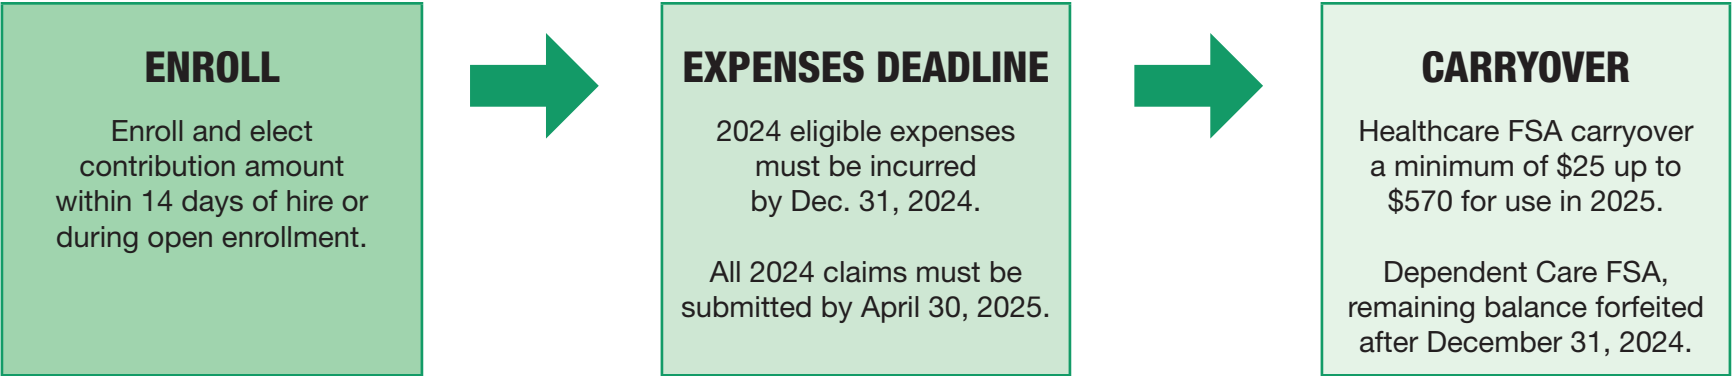 ENROLL
Enroll and elect
contribution amount
within 14 days of hire or
during open enrollment.
EXPENSES DEADLINE
2024 eligible expenses
must be incurred
by Dec. 31, 2024.
All 2024 claims must be
submitted by April 30, 2025.
CARRYOVER
Healthcare FSA carryover
a minimum of $25 up to
$570 for use in 2025.
Dependent Care FSA,
remaining balance forfeited
after December 31, 2024.